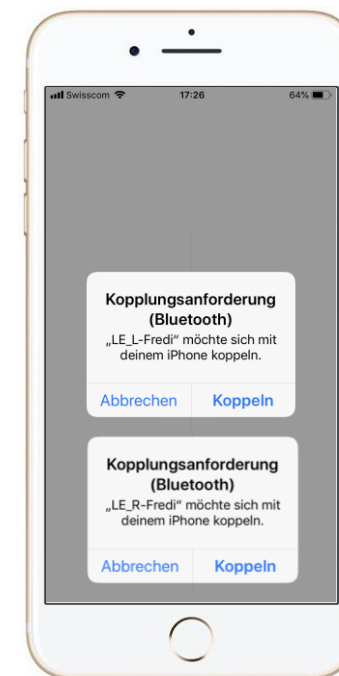 Swisscom 17:26 64%
Kopplungsanforderung
(Bluetooth)
„LE_L-Fredi“ möchte sich mit
deinem iPhone koppeln.
Abbrechen Koppeln
Kopplungsanforderung
(Bluetooth)
„LE_R-Fredi“ möchte sich mit
deinem iPhone koppeln.
Abbrechen Koppeln